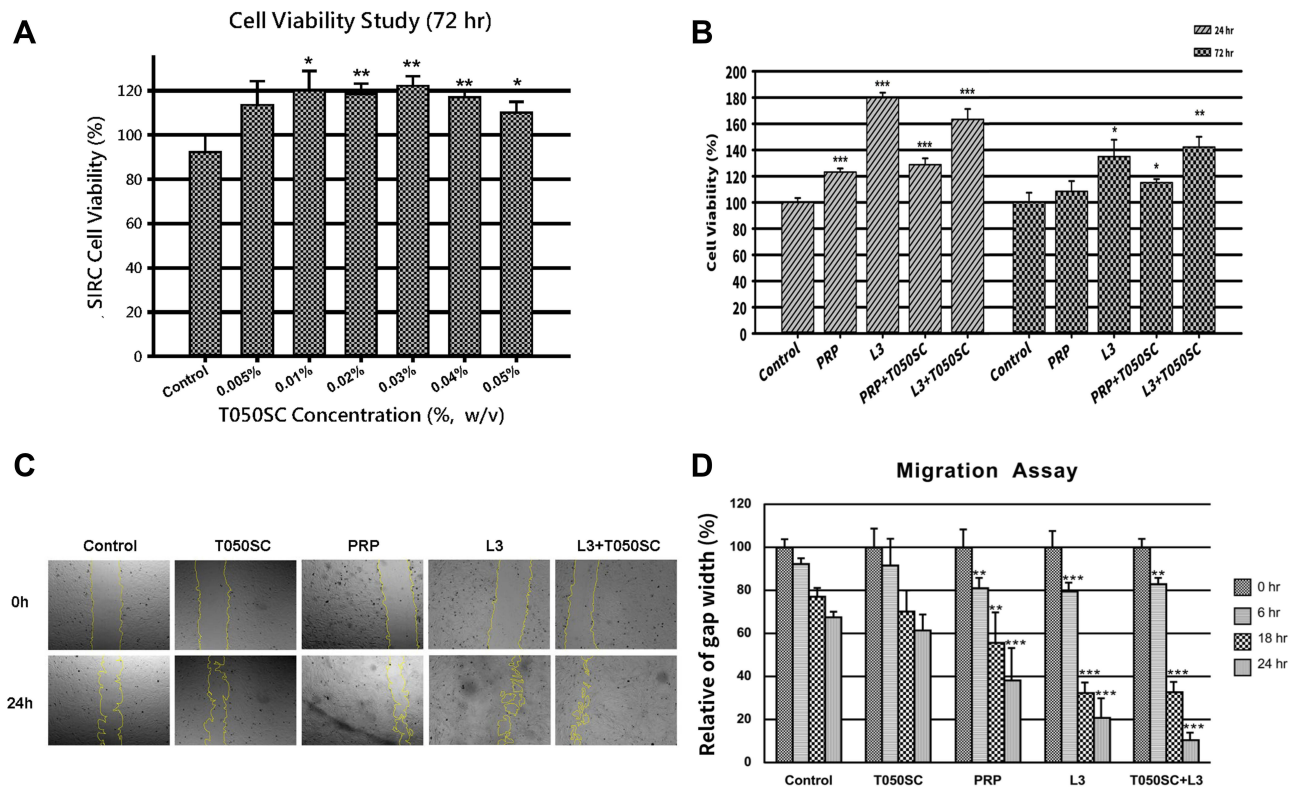 A
Cell Viability Study (72 hr)
, SIRC Cell Viability (%)
120
100
80
60
40
20
0
* ** ** ** *
Control 0.005% 0.01% 0.02% 0.03% 0.04% 0.05%
T050SC Concentration (%, w/v)
B
24 hr
72 hr
Cell Viability (%)
200
180
160
140
120
100
80
60
40
20
0
*** *** *** *** * * **
Control PRP L3 PRP+T050SC L3+T050SC Control PRP L3 PRP+T050SC L3+T050SC
C
Control T050SC PRP L3 L3+T050SC
0h
24h
D
Migration Assay
Relative of gap width (%)
120
100
80
60
40
20
0
** ** *** *** *** *** ** *** ***
Control T050SC PRP L3 T050SC+L3
0 hr
6 hr
18 hr
24 hr